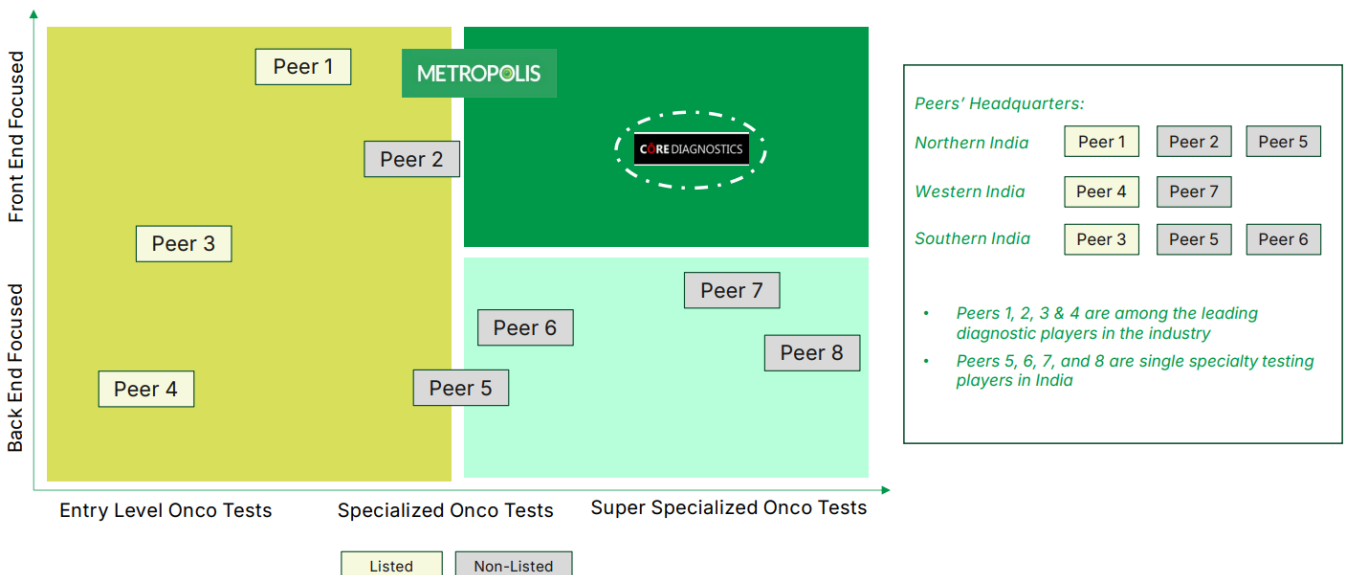 Front End Focused
Back End Focused
Peer 1
METROPOLIS
Peer 2
CORE DIAGNOSTICS
Peer 3
Peer 7
Peer 6
Peer 8
Peer 4
Peer 5
Entry Level Onco Tests
Specialized Onco Tests
Super Specialized Onco Tests
Listed
Non-Listed
Peers' Headquarters:
Northern India Peer 1 Peer 2 Peer 5
Western India Peer 4 Peer 7
Southern India Peer 3 Peer 5 Peer 6
• Peers 1, 2, 3 & 4 are among the leading
diagnostic players in the industry
• Peers 5, 6, 7, and 8 are single specialty testing
players in India